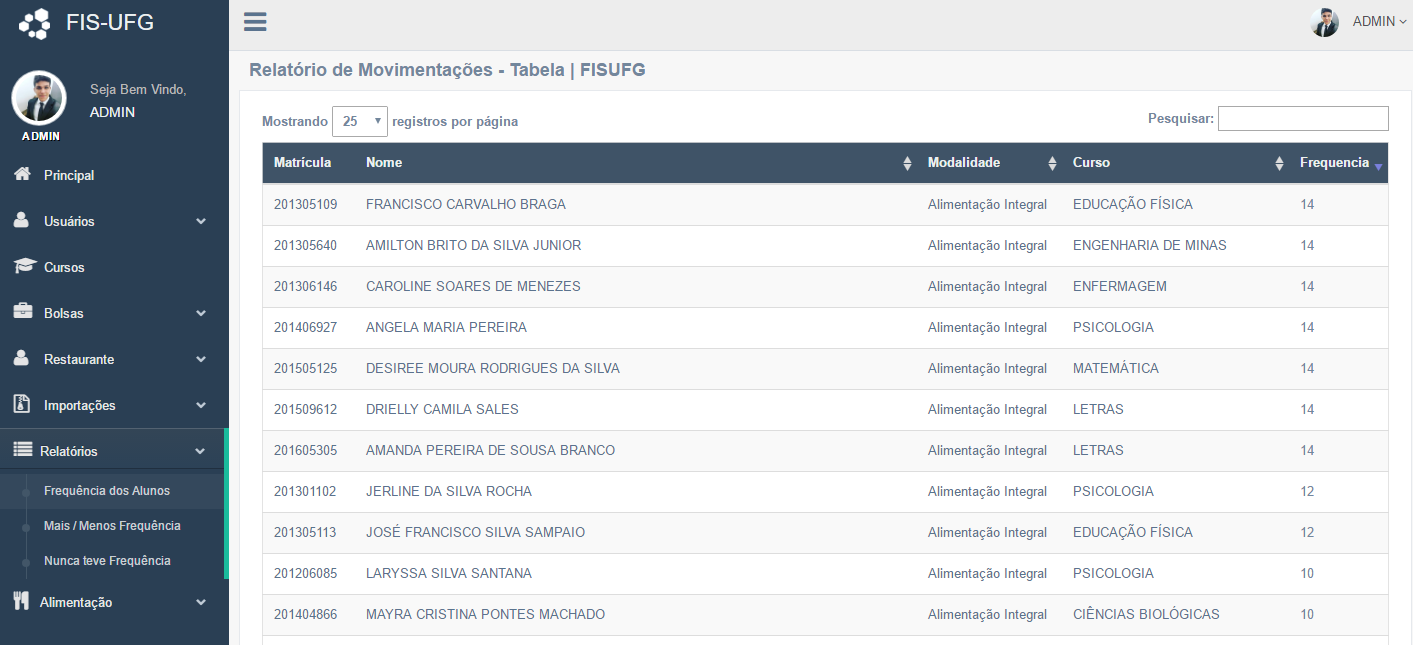 FIS-UFG
ADMIN
Seja Bem Vindo,
ADMIN
ADMIN
Principal
Usuários
Cursos
Bolsas
Restaurante
Importações
Relatórios
Frequência dos Alunos
Mais / Menos Frequência
Nunca teve Frequência
Alimentação
Relatório de Movimentações - Tabela | FISUFG
Mostrando 25 registros por página
Pesquisar:
Matrícula Nome Modalidade Curso Frequencia
201305109 FRANCISCO CARVALHO BRAGA Alimentação Integral EDUCAÇÃO FÍSICA 14
201305640 AMILTON BRITO DA SILVA JUNIOR Alimentação Integral ENGENHARIA DE MINAS 14
201306146 CAROLINE SOARES DE MENEZES Alimentação Integral ENFERMAGEM 14
201406927 ANGELA MARIA PEREIRA Alimentação Integral PSICOLOGIA 14
201505125 DESIREE MOURA RODRIGUES DA SILVA Alimentação Integral MATEMÁTICA 14
201509612 DRIELLY CAMILA SALES Alimentação Integral LETRAS 14
201605305 AMANDA PEREIRA DE SOUSA BRANCO Alimentação Integral LETRAS 14
201301102 JERLINE DA SILVA ROCHA Alimentação Integral PSICOLOGIA 12
201305113 JOSÉ FRANCISCO SILVA SAMPAIO Alimentação Integral EDUCAÇÃO FÍSICA 12
201206085 LARYSSA SILVA SANTANA Alimentação Integral PSICOLOGIA 10
201404866 MAYRA CRISTINA PONTES MACHADO Alimentação Integral CIÊNCIAS BIOLÓGICAS 10